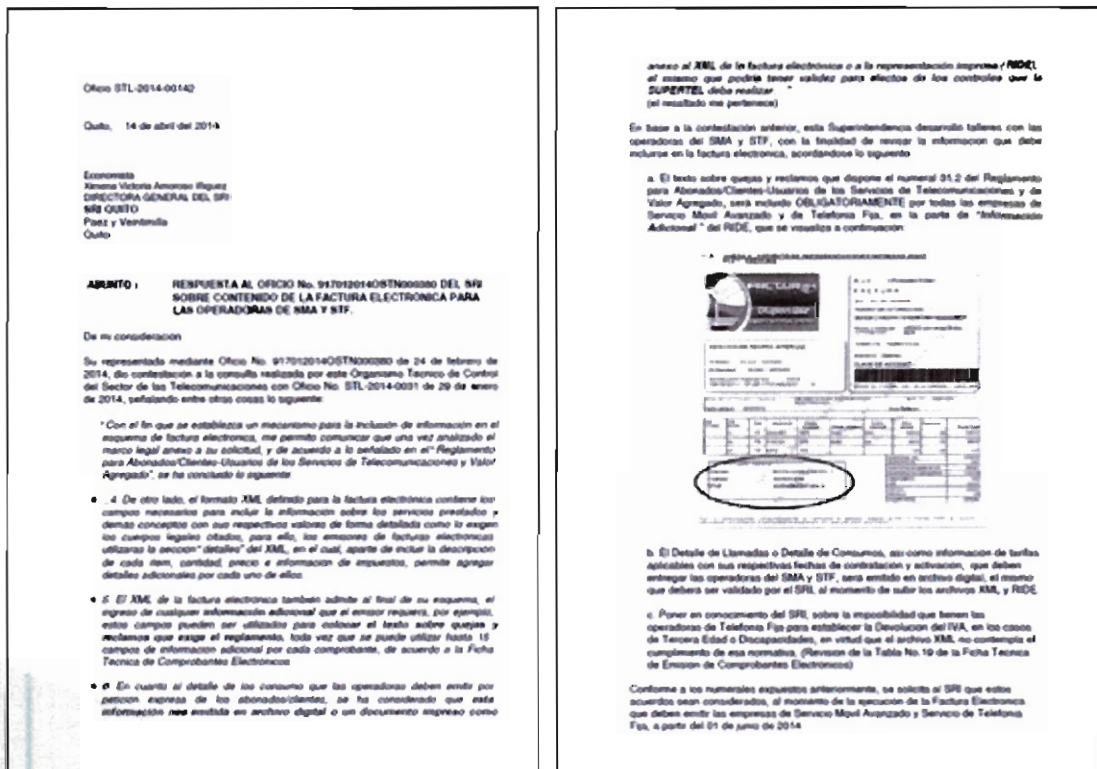 Oficio STL-2014-00142
Quito, 14 de abril del 2014
Economista
Ximena Victoria Amoroso Iñiguez
DIRECTORA GENERAL DEL SRI
SRI QUITO
Paez y Veintimilla
Quito
ASUNTO : RESPUESTA AL OFICIO No. 917012014OSTN000380 DEL SRI
SOBRE CONTENIDO DE LA FACTURA ELECTRONICA PARA
LAS OPERADORAS DE SMA Y STF.
De mi consideración
Su representada mediante Oficio No. 917012014OSTN000380 de 24 de febrero de
2014, dio contestación a la consulta realizada por este Organismo Técnico de Control
del Sector de las Telecomunicaciones con Oficio No. STL-2014-0031 de 29 de enero
de 2014, señalando entre otras cosas lo siguiente:
"Con el fin que se establezca un mecanismo para la inclusión de información en el
esquema de factura electronica, me permito comunicar que una vez analizado el
marco legal anexo a su solicitud, y de acuerdo a lo señalado en el "Reglamento
para Abonados/Clientes-Usuarios de los Servicios de Telecomunicaciones y Valor
Agregado", se ha concluido lo siguiente:
• ..4. De otro lado, el formato XML definido para la factura electrónica contiene los
campos necesarios para incluir la información sobre los servicios prestados y
demás conceptos con sus respectivos valores de forma detallada como lo exigen
los cuerpos legales citados, para ello, los emisores de facturas electrónicas
utilizaras la sección "detalles" del XML, en el cual, aparte de incluir la descripción
de cada item, cantidad, precio e información de impuestos, permite agregar
detalles adicionales por cada uno de ellos.
• 5. El XML de la factura electrónica también admite al final de su esquema, el
ingreso de cualquier información adicional que el emisor requiera, por ejemplo,
estos campos pueden ser utilizados para colocar el texto sobre quejas y
reclamos que exige el reglamento, toda vez que se puede utilizar hasta 15
campos de información adicional por cada comprobante, de acuerdo a la Ficha
Técnica de Comprobantes Electrónicos
• 6. En cuanto al detalle de los consumo que las operadoras deben emitir por
petición expresa de los abonados/clientes, se ha considerado que esta
información nea emitida en archivo digital o un documento impreso como
anexo al XML de la factura electrónica o a la representación impresa (RIDE),
el mismo que podría tener validez para efectos de los controles que la
SUPERTEL deba realizar ..."
(el resaltado me pertenece)
En base a la contestación anterior, esta Superintendencia desarrollo talleres con las
operadoras del SMA y STF, con la finalidad de revisar la información que debe
incluirse en la factura electronica, acordandose lo siguiente
a. El texto sobre quejas y reclamos que dispone el numeral 31.2 del Reglamento
para Abonados/Clientes-Usuarios de los Servicios de Telecomunicaciones y de
Valor Agregado, será incluido OBLIGATORIAMENTE por todas las empresas de
Servicio Movil Avanzado y de Telefonia Fija, en la parte de "Información
Adicional" del RIDE, que se visualiza a continuación:
FACTURA
b. El Detalle de Llamadas o Detalle de Consumos, asi como informacion de tarifas
aplicables con sus respectivas fechas de contratación y activación, que deben
entregar las operadoras del SMA y STF, será emitido en archivo digital, el mismo
que deberá ser validado por el SRI, al momento de subir los archivos XML y RIDE
c. Poner en conocimiento del SRI, sobre la imposibilidad que tienen las
operadoras de Telefonia Fija para establecer la Devolucion del IVA, en los casos
de Tercera Edad o Discapacidades, en virtud que el archivo XML no contempla el
cumplimiento de esa normativa. (Revision de la Tabla No.19 de la Ficha Tecnica
de Emision de Comprobantes Electrónicos)
Conforme a los numerales expuestos anteriormente, se solicita al SRI que estos
acuerdos sean considerados, al momento de la ejecución de la Factura Electronica
que deben emitir las empresas de Servicio Movil Avanzado y Servicio de Telefonia
Fija, a partir del 01 de junio de 2014